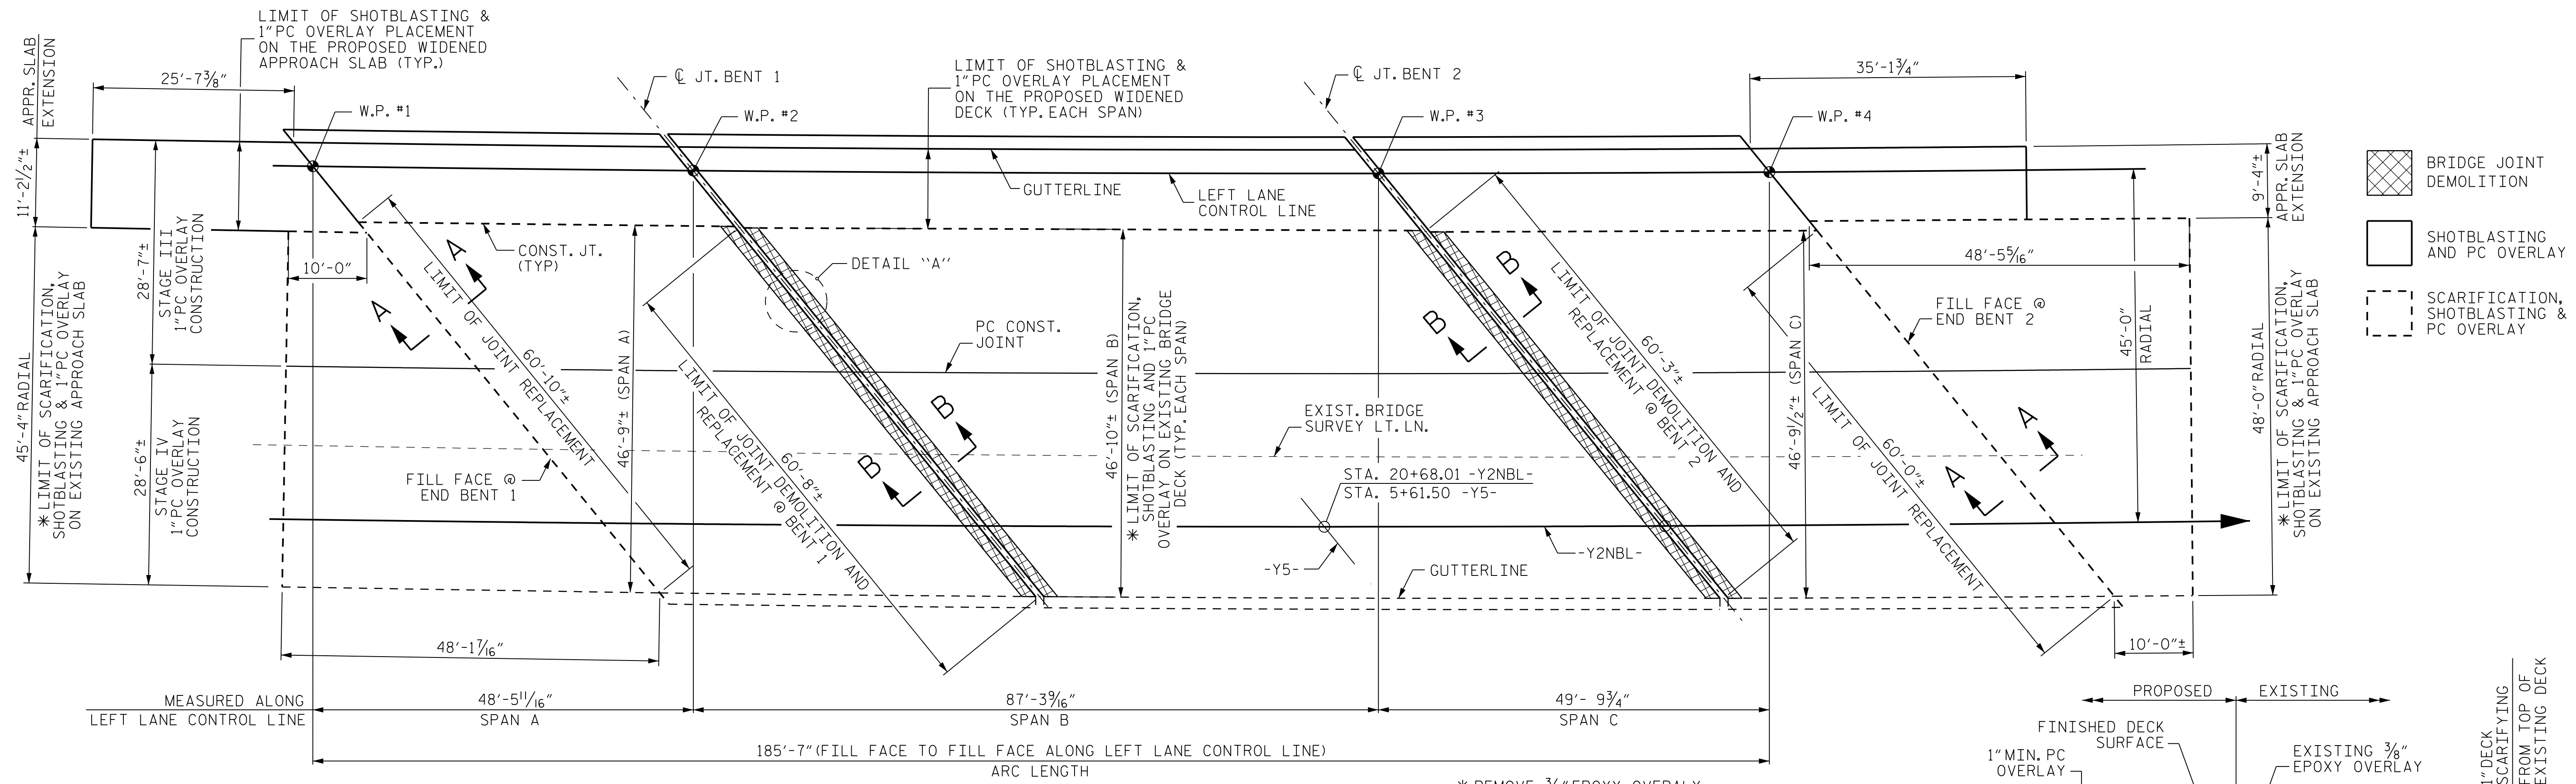 LIMIT OF SHOTBLASTING &
1" PC OVERLAY PLACEMENT
ON THE PROPOSED WIDENED
APPROACH SLAB (TYP.)
APPR. SLAB
EXTENSION
25'-7⅜"
W.P. #1
℄ JT. BENT 1
W.P. #2
LIMIT OF SHOTBLASTING &
1" PC OVERLAY PLACEMENT
ON THE PROPOSED WIDENED
DECK (TYP. EACH SPAN)
℄ JT. BENT 2
W.P. #3
35'-1¾"
W.P. #4
11'-2½"±
GUTTERLINE
LEFT LANE
CONTROL LINE
9'-4"±
APPR. SLAB
EXTENSION
BRIDGE JOINT
DEMOLITION
SHOTBLASTING
AND PC OVERLAY
SCARIFICATION,
SHOTBLASTING &
PC OVERLAY
45'-4" RADIAL
*LIMIT OF SCARIFICATION,
SHOTBLASTING & 1" PC OVERLAY
ON EXISTING APPROACH SLAB
28'-7"±
STAGE III
1" PC OVERLAY
CONSTRUCTION
28'-6"±
STAGE IV
1" PC OVERLAY
CONSTRUCTION
10'-0"
CONST. JT.
(TYP)
A
A
60'-10"±
LIMIT OF JOINT REPLACEMENT
FILL FACE @
END BENT 1
46'-9"± (SPAN A)
60'-8"±
LIMIT OF JOINT DEMOLITION AND
REPLACEMENT @ BENT 1
DETAIL "A"
B
B
PC CONST.
JOINT
46'-10"± (SPAN B)
*LIMIT OF SCARIFICATION,
SHOTBLASTING AND 1" PC
OVERLAY ON EXISTING BRIDGE
DECK (TYP. EACH SPAN)
EXIST. BRIDGE
SURVEY LT. LN.
STA. 20+68.01 -Y2NBL-
STA. 5+61.50 -Y5-
-Y5-
GUTTERLINE
-Y2NBL-
B
B
60'-3"±
LIMIT OF JOINT DEMOLITION AND
REPLACEMENT @ BENT 2
46'-9½"± (SPAN C)
60'-0"±
LIMIT OF JOINT REPLACEMENT
48'-5⁵⁄₁₆"
FILL FACE @
END BENT 2
A
A
45'-0"
RADIAL
48'-0" RADIAL
*LIMIT OF SCARIFICATION,
SHOTBLASTING & 1" PC OVERLAY
ON EXISTING APPROACH SLAB
48'-1⁷⁄₁₆"
10'-0"±
MEASURED ALONG
LEFT LANE CONTROL LINE
48'-5¹¹⁄₁₆"
SPAN A
87'-3⁹⁄₁₆"
SPAN B
49'- 9¾"
SPAN C
185'-7" (FILL FACE TO FILL FACE ALONG LEFT LANE CONTROL LINE)
ARC LENGTH
PROPOSED
EXISTING
FINISHED DECK
SURFACE
1" MIN. PC
OVERLAY
EXISTING ⅜"
EPOXY OVERLAY
1" DECK
SCARIFYING
FROM TOP OF
EXISTING DECK